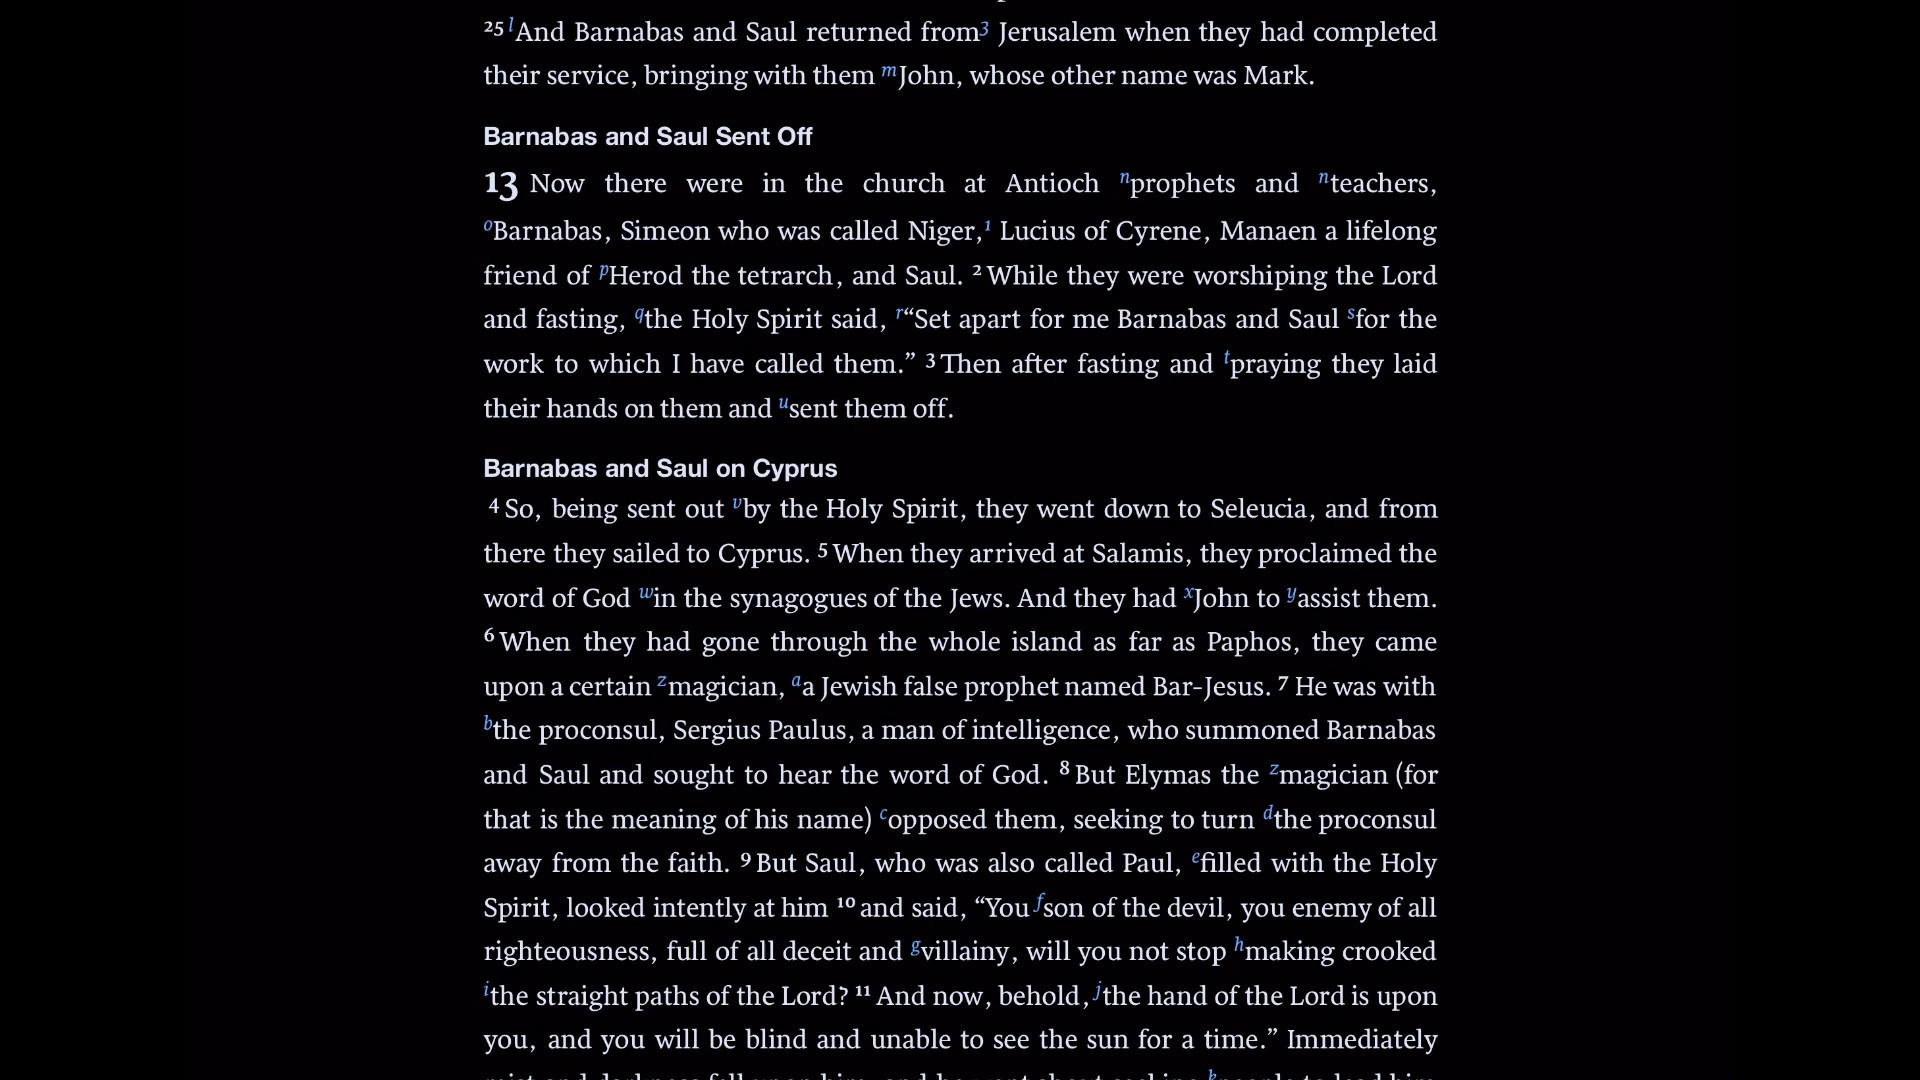 25 l And Barnabas and Saul returned from3 Jerusalem when they had completed
their service, bringing with them m John, whose other name was Mark.
Barnabas and Saul Sent Off
13 Now there were in the church at Antioch n prophets and n teachers,
o Barnabas, Simeon who was called Niger,1 Lucius of Cyrene, Manaen a lifelong
friend of p Herod the tetrarch, and Saul. 2 While they were worshiping the Lord
and fasting, q the Holy Spirit said, r “Set apart for me Barnabas and Saul s for the
work to which I have called them.” 3 Then after fasting and t praying they laid
their hands on them and u sent them off.
Barnabas and Saul on Cyprus
4 So, being sent out v by the Holy Spirit, they went down to Seleucia, and from
there they sailed to Cyprus. 5 When they arrived at Salamis, they proclaimed the
word of God w in the synagogues of the Jews. And they had x John to y assist them.
6 When they had gone through the whole island as far as Paphos, they came
upon a certain z magician, a a Jewish false prophet named Bar-Jesus. 7 He was with
b the proconsul, Sergius Paulus, a man of intelligence, who summoned Barnabas
and Saul and sought to hear the word of God. 8 But Elymas the z magician (for
that is the meaning of his name) c opposed them, seeking to turn d the proconsul
away from the faith. 9 But Saul, who was also called Paul, e filled with the Holy
Spirit, looked intently at him 10 and said, “You f son of the devil, you enemy of all
righteousness, full of all deceit and g villainy, will you not stop h making crooked
i the straight paths of the Lord? 11 And now, behold, j the hand of the Lord is upon
you, and you will be blind and unable to see the sun for a time.” Immediately